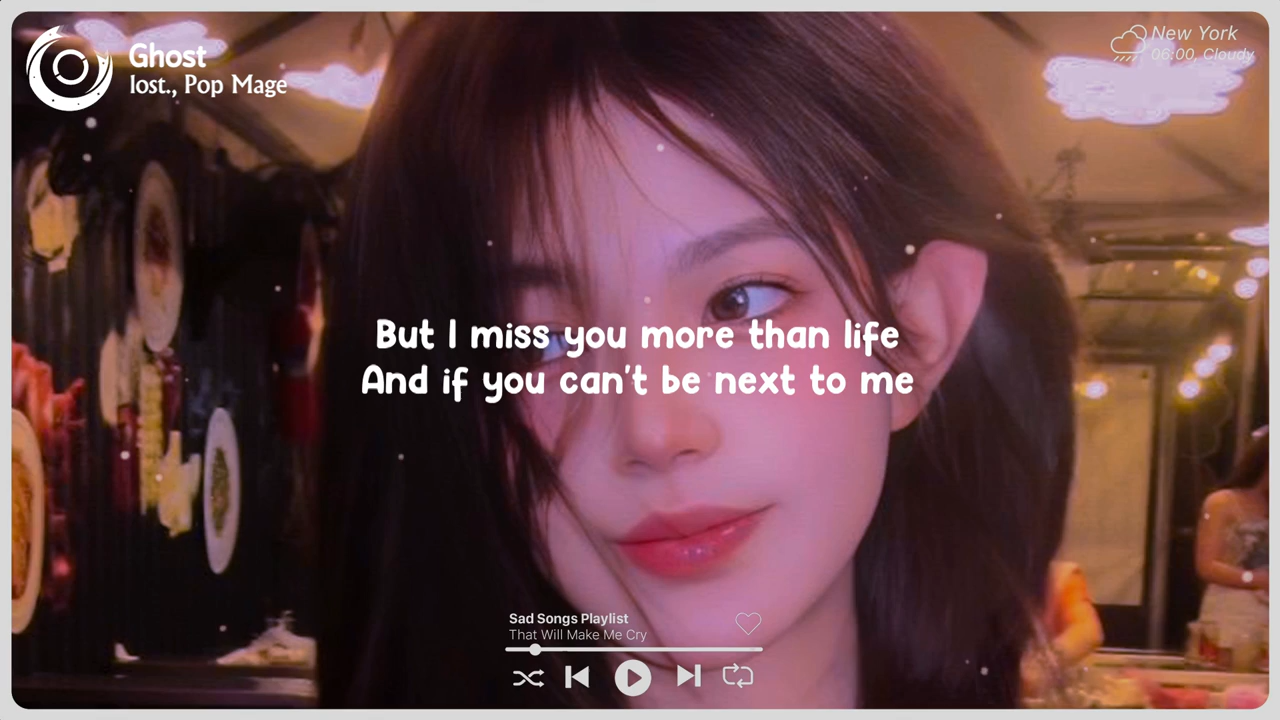 Ghost
lost., Pop Mage
New York
06:00, Cloudy
But I miss you more than life
And if you can't be next to me
Sad Songs Playlist
That Will Make Me Cry